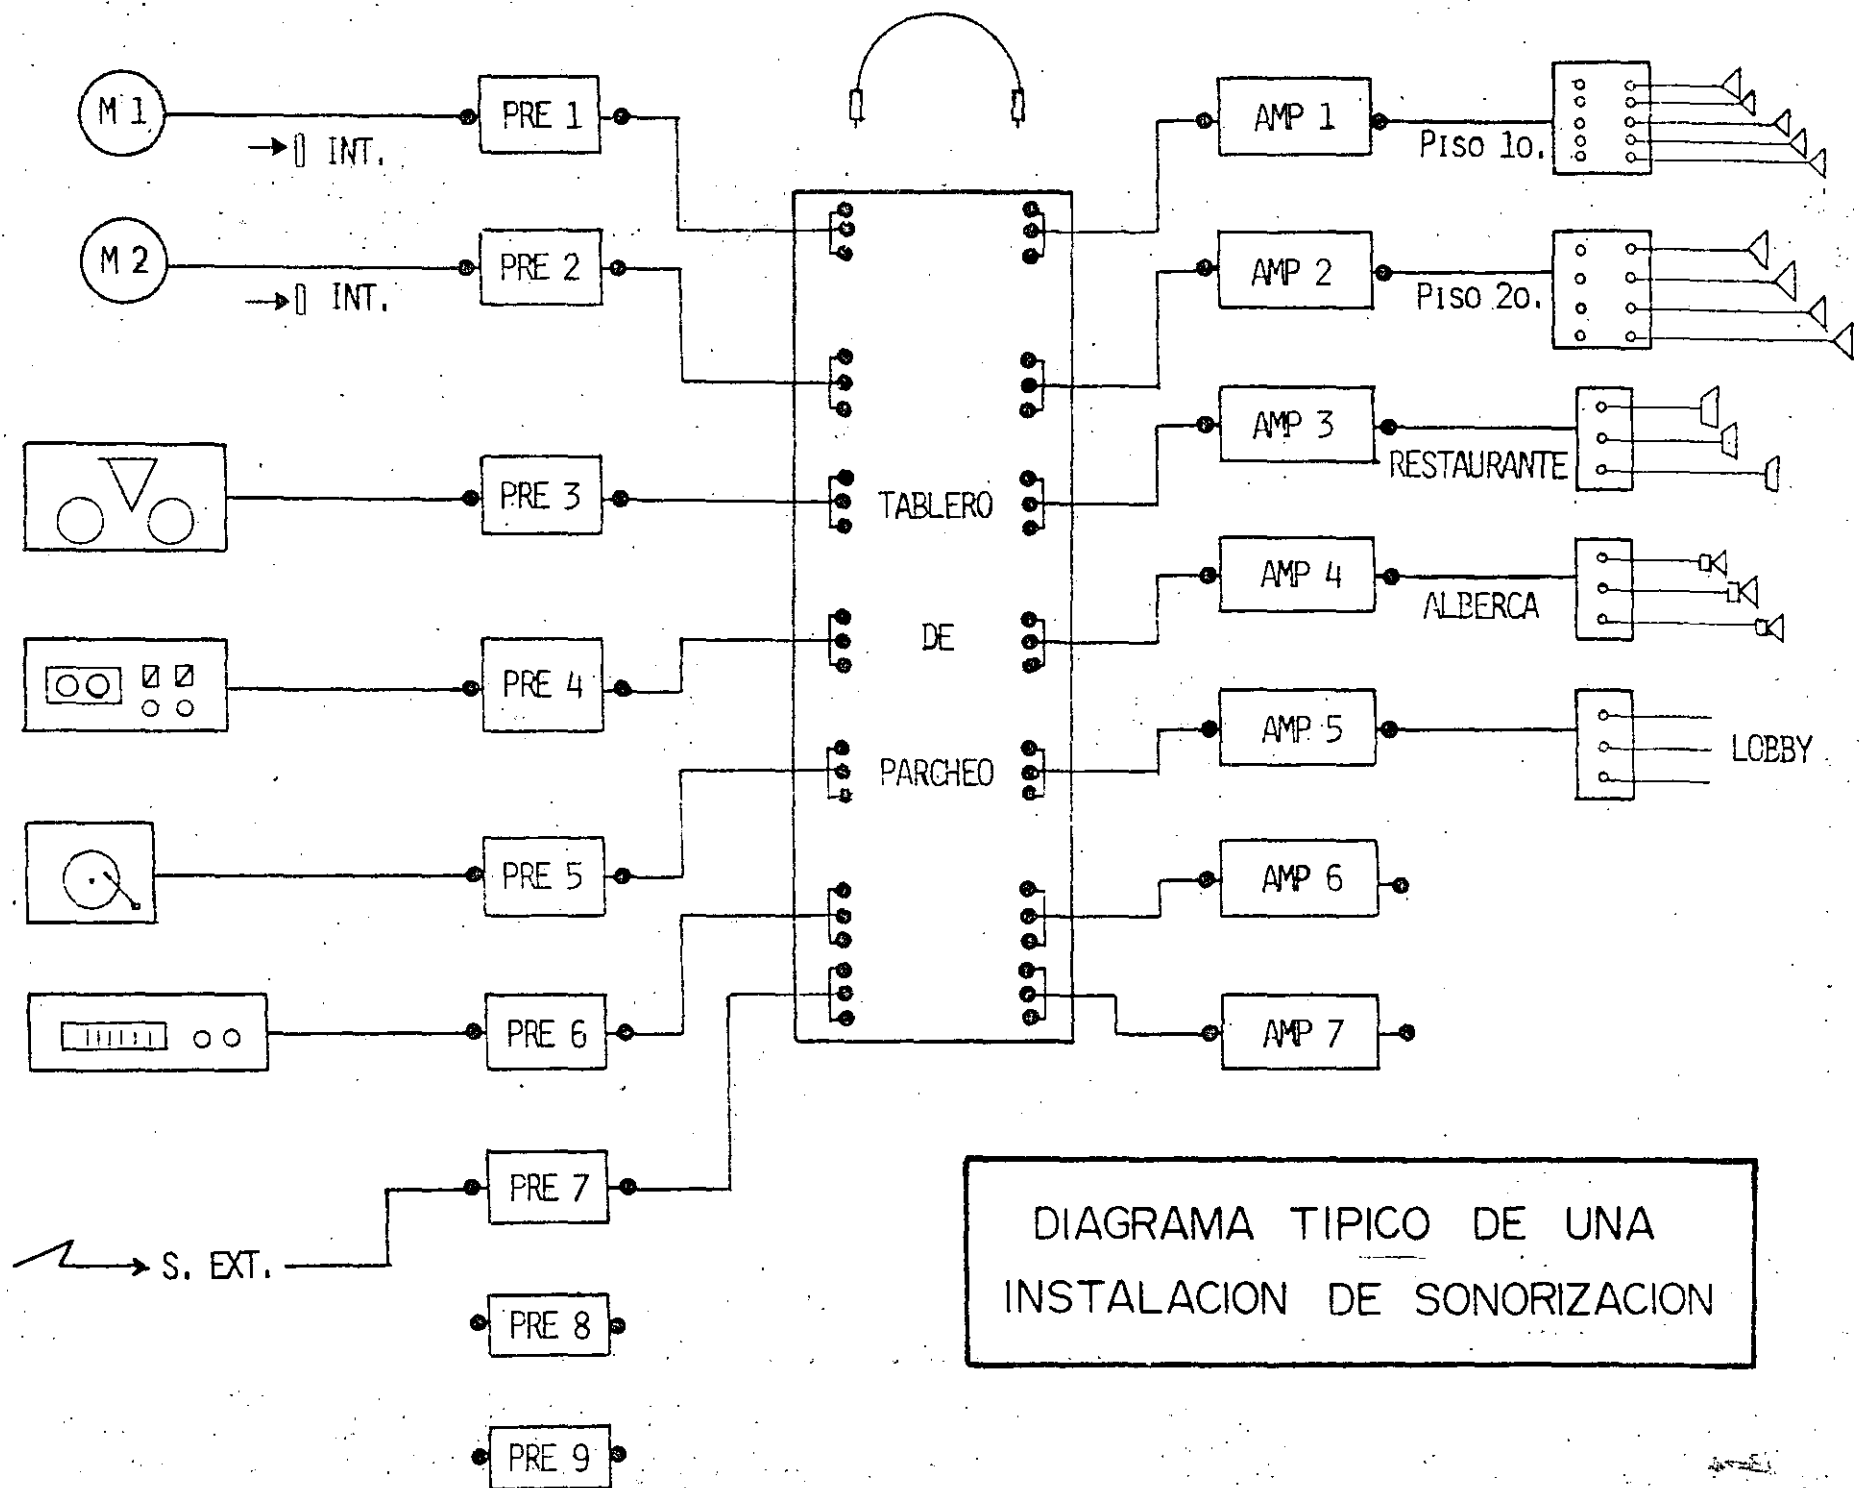 M 1
PRE 1
INT.
M 2
PRE 2
INT.
PRE 3
PRE 4
PRE 5
PRE 6
PRE 7
S. EXT.
PRE 8
PRE 9
TABLERO
DE
PARCHEO
AMP 1
PISO 1o.
AMP 2
PISO 2o.
AMP 3
RESTAURANTE
AMP 4
ALBERCA
AMP 5
LOBBY
AMP 6
AMP 7
DIAGRAMA TIPICO DE UNA
INSTALACION DE SONORIZACION